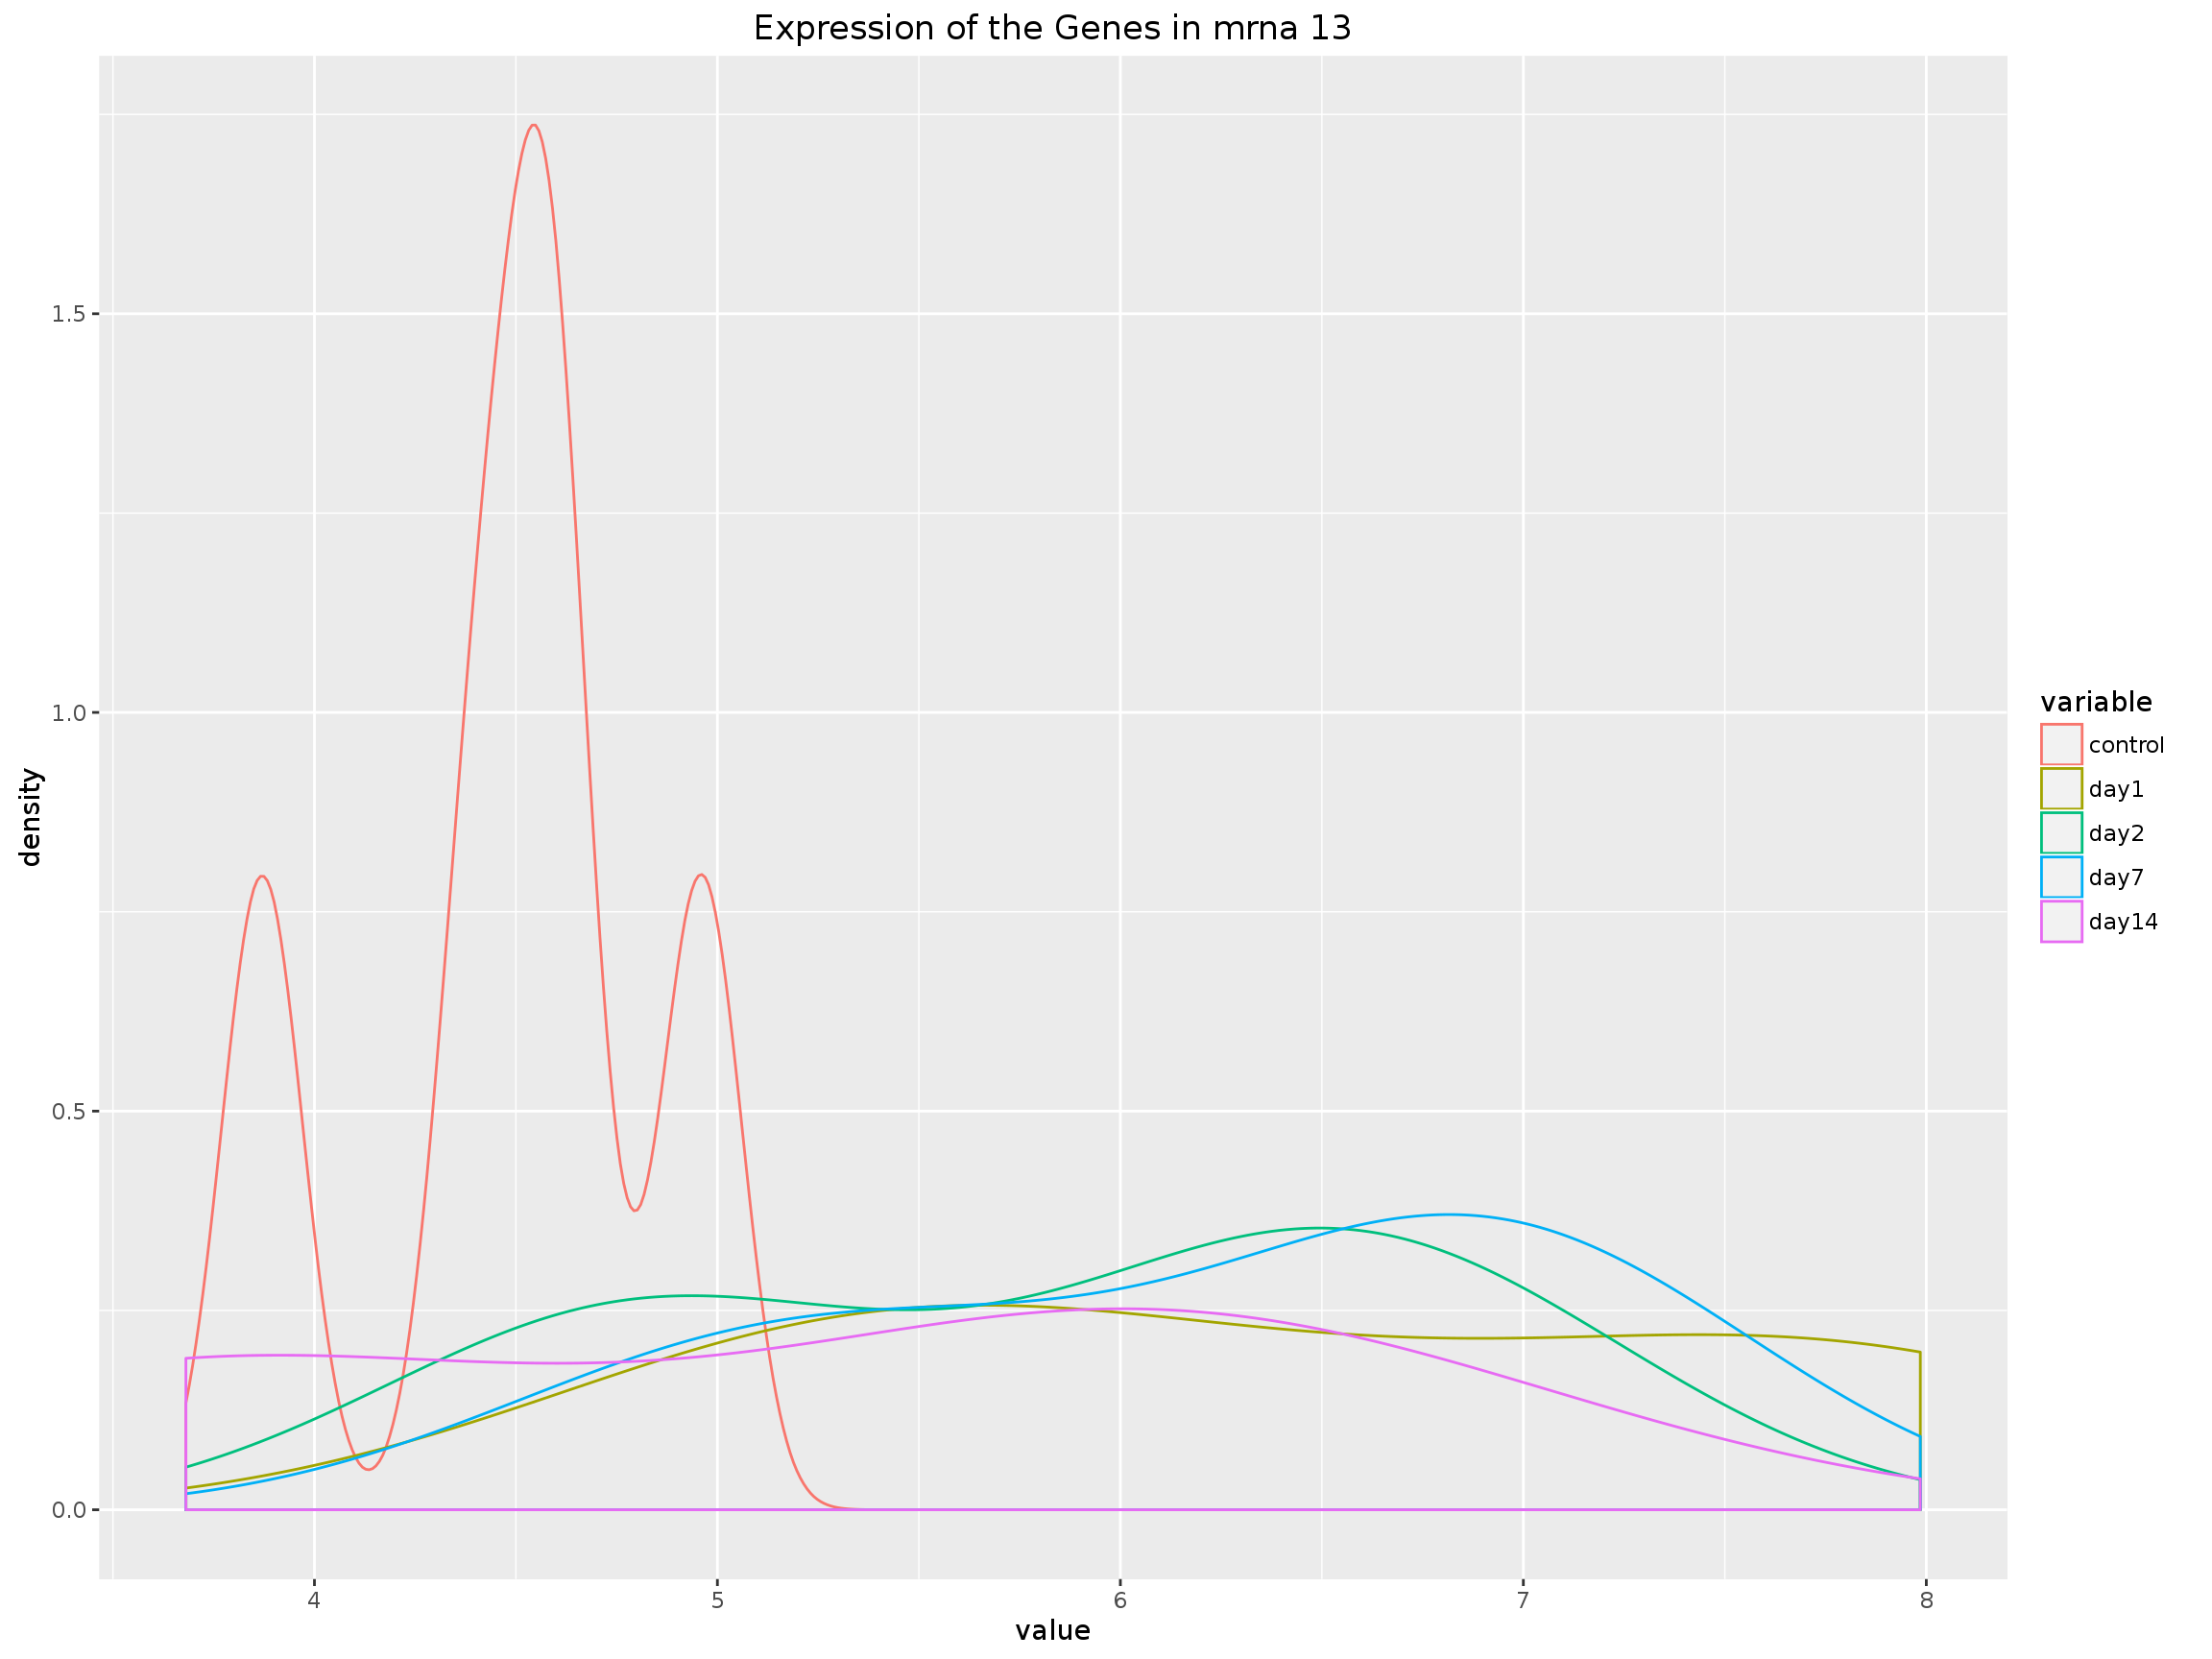 Expression of the Genes in mrna 13
density
1.5
1.0
0.5
0.0
4 5 6 7 8
value
variable
control
day1
day2
day7
day14